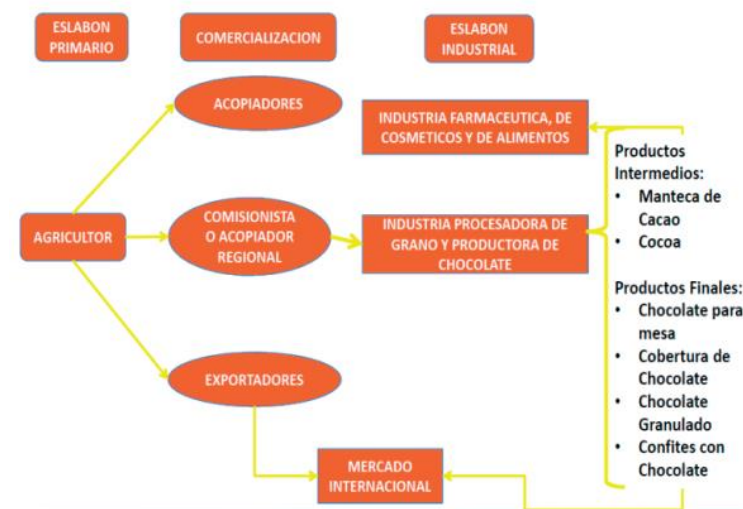 ESLABON
PRIMARIO
COMERCIALIZACION
ESLABON
INDUSTRIAL
ACOPIADORES
INDUSTRIA FARMACEUTICA, DE
COSMETICOS Y DE ALIMENTOS
AGRICULTOR
COMISIONISTA
O ACOPIADOR
REGIONAL
INDUSTRIA PROCESADORA DE
GRANO Y PRODUCTORA DE
CHOCOLATE
EXPORTADORES
MERCADO
INTERNACIONAL
Productos
Intermedios:
• Manteca de
Cacao
• Cocoa
Productos Finales:
• Chocolate para
mesa
• Cobertura de
Chocolate
• Chocolate
Granulado
• Confites con
Chocolate